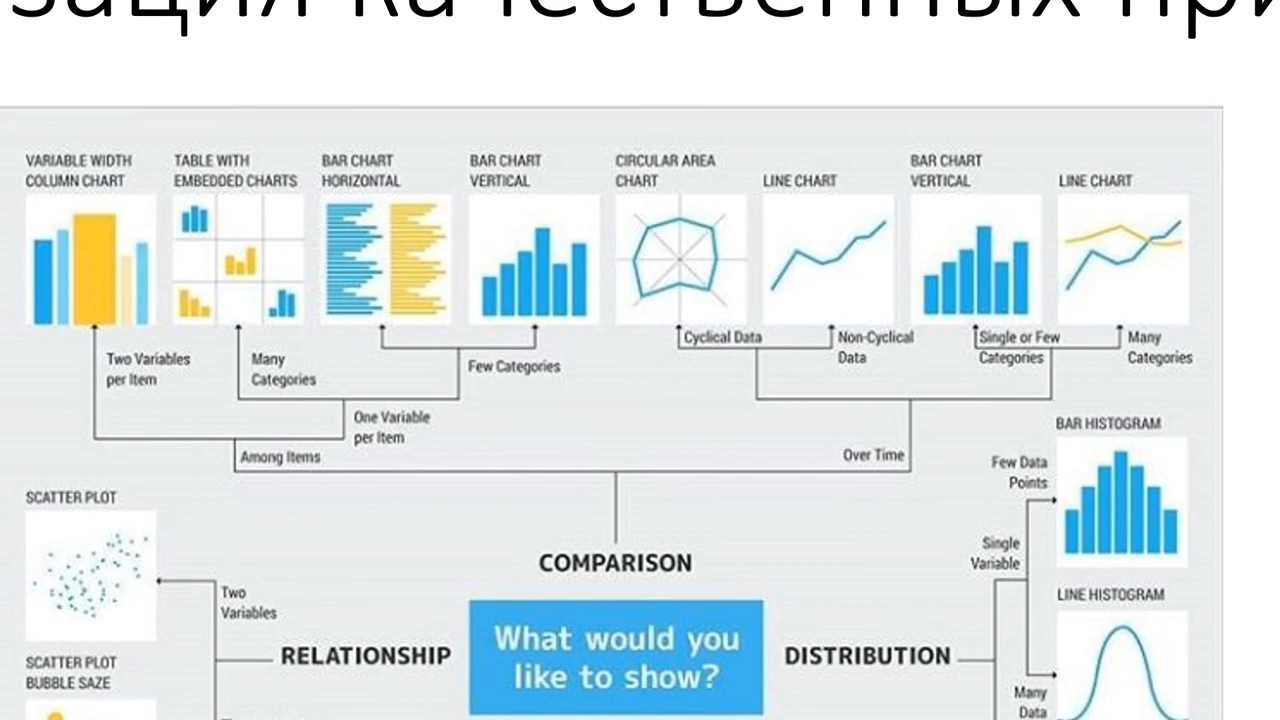 зация качественных при
VARIABLE WIDTH
COLUMN CHART
TABLE WITH
EMBEDDED CHARTS
BAR CHART
HORIZONTAL
BAR CHART
VERTICAL
CIRCULAR AREA
CHART
LINE CHART
BAR CHART
VERTICAL
LINE CHART
Two Variables
per Item
Many
Categories
Few Categories
Cyclical Data
Non-Cyclical
Data
Single or Few
Categories
Many
Categories
One Variable
per Item
Among Items
Over Time
BAR HISTOGRAM
Few Data
Points
SCATTER PLOT
COMPARISON
Single
Variable
Two
Variables
LINE HISTOGRAM
What would you
like to show?
RELATIONSHIP
DISTRIBUTION
SCATTER PLOT
BUBBLE SAZE
Many
Data